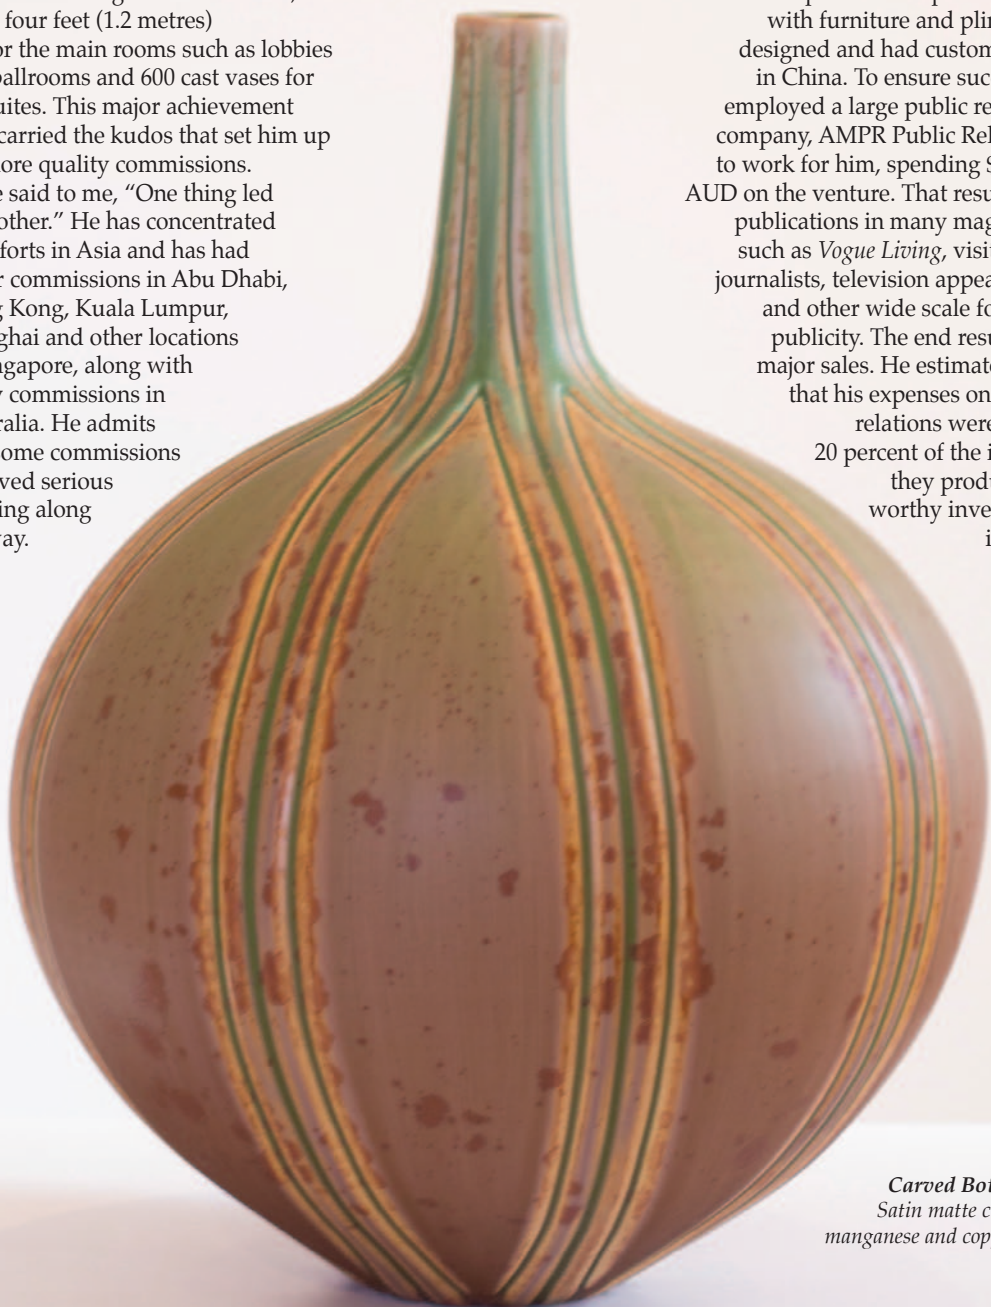 four feet (1.2 metres)
or the main rooms such as lobbies
ballrooms and 600 cast vases for
uites. This major achievement
carried the kudos that set him up
ore quality commissions.
e said to me, “One thing led
other.” He has concentrated
forts in Asia and has had
r commissions in Abu Dhabi,
g Kong, Kuala Lumpur,
ghai and other locations
ngapore, along with
y commissions in
ralia. He admits
ome commissions
ved serious
ing along
ay.
with furniture and plin
designed and had custom
in China. To ensure suc
employed a large public re
company, AMPR Public Rel
to work for him, spending
AUD on the venture. That resu
publications in many mag
such as Vogue Living, visit
journalists, television appea
and other wide scale fo
publicity. The end resu
major sales. He estimate
that his expenses on
relations were
20 percent of the i
they produ
worthy inve
i
Carved Bot
Satin matte c
manganese and cop